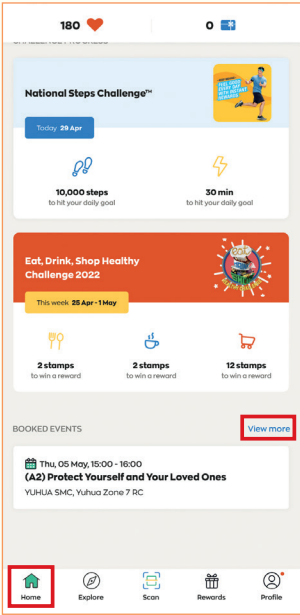 180 0
National Steps Challenge™
Today 29 Apr
10,000 steps 30 min
to hit your daily goal to hit your daily goal
Eat, Drink, Shop Healthy
Challenge 2022
This week 25 Apr - 1 May
2 stamps 2 stamps 12 stamps
to win a reward to win a reward to win a reward
BOOKED EVENTS View more
Thu, 05 May, 15:00 - 16:00
(A2) Protect Yourself and Your Loved Ones
YUHUA SMC, Yuhua Zone 7 RC
Home Explore Scan Rewards Profile